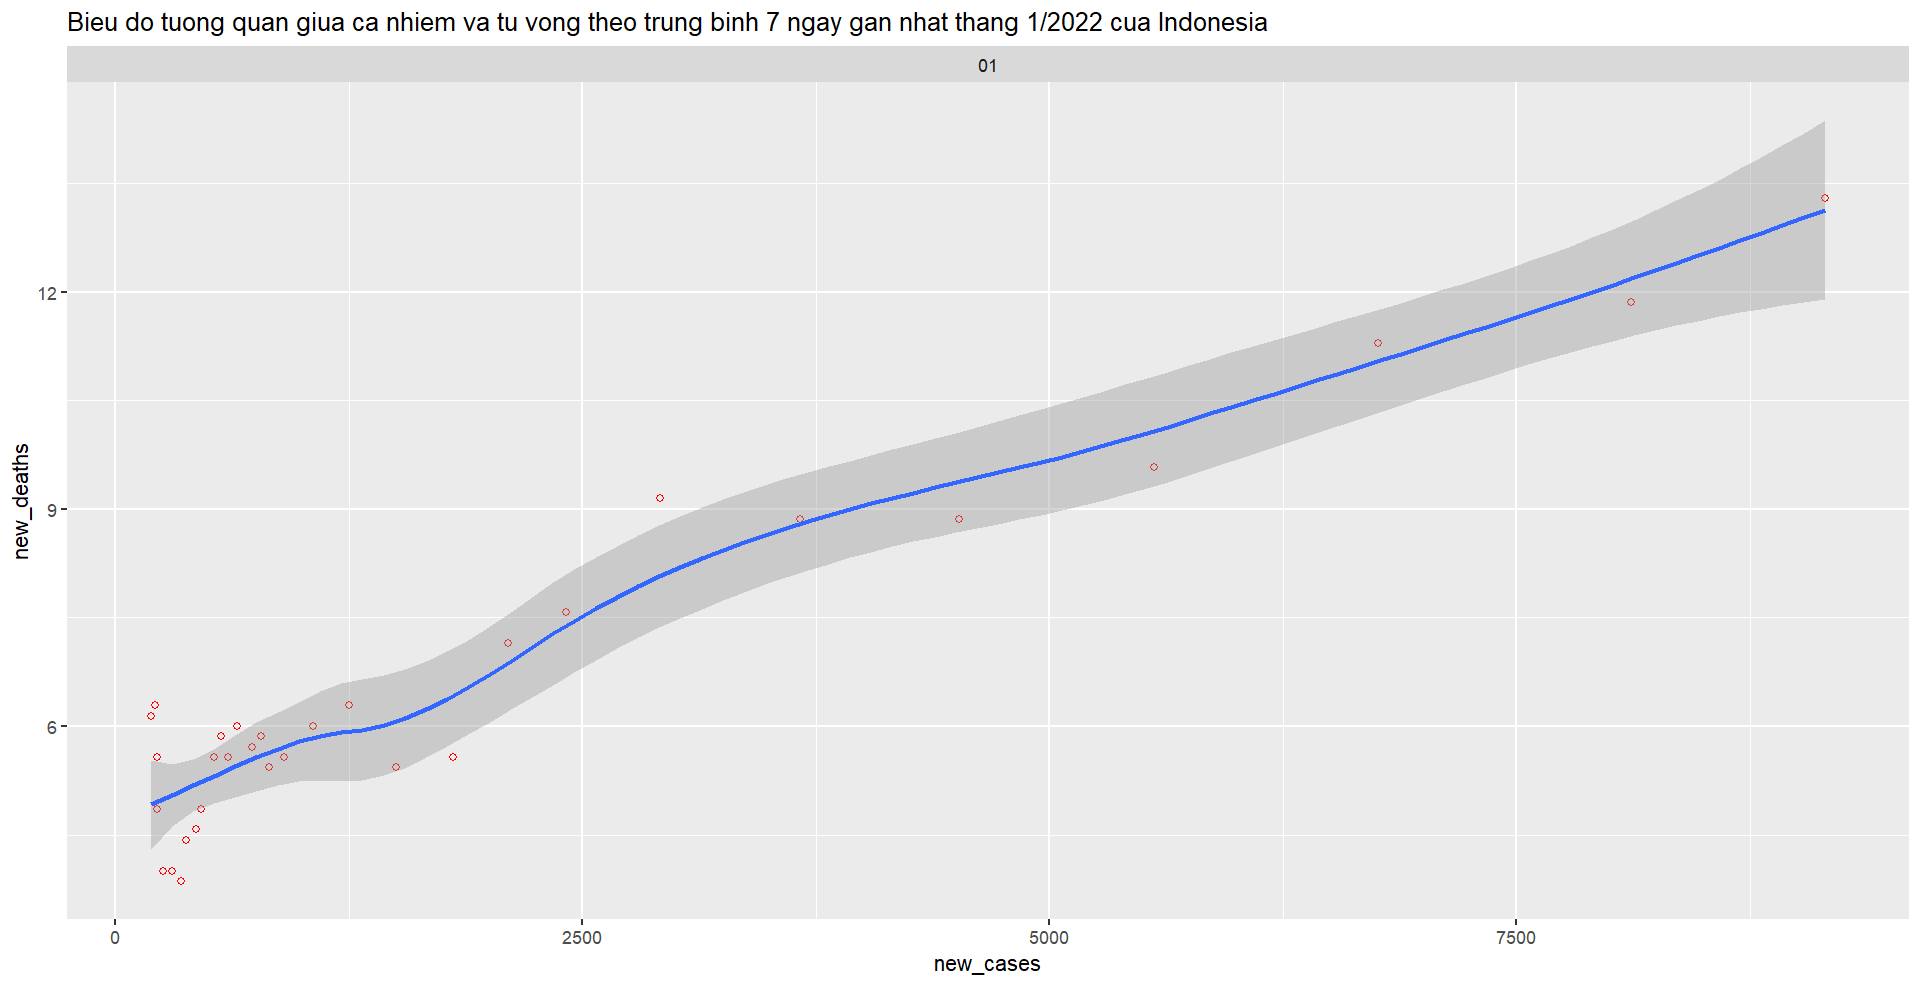 Bieu do tuong quan giua ca nhiem va tu vong theo trung binh 7 ngay gan nhat thang 1/2022 cua Indonesia
01
new_deaths
12
9
6
0 2500 5000 7500
new_cases